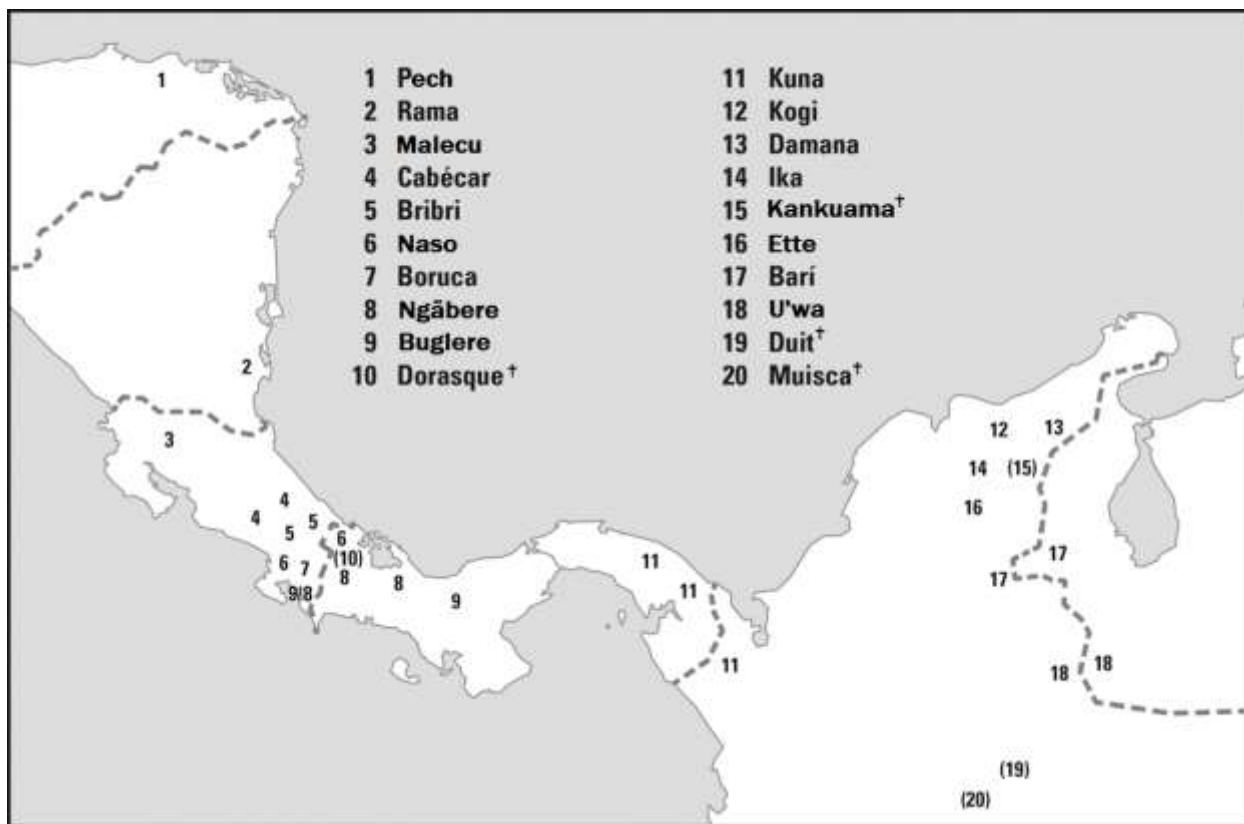 1 Pech
2 Rama
3 Malecu
4 Cabécar
5 Bribri
6 Naso
7 Boruca
8 Ngäbere
9 Buglere
10 Dorasque†
11 Kuna
12 Kogi
13 Damana
14 Ika
15 Kankuama†
16 Ette
17 Barí
18 U'wa
19 Duit†
20 Muisca†
1
2
3
12
13
14
(15)
16
4
4
5
5
6
(10)
6
7
8
8
9(8
9
11
11
11
17
17
18
18
(19)
(20)